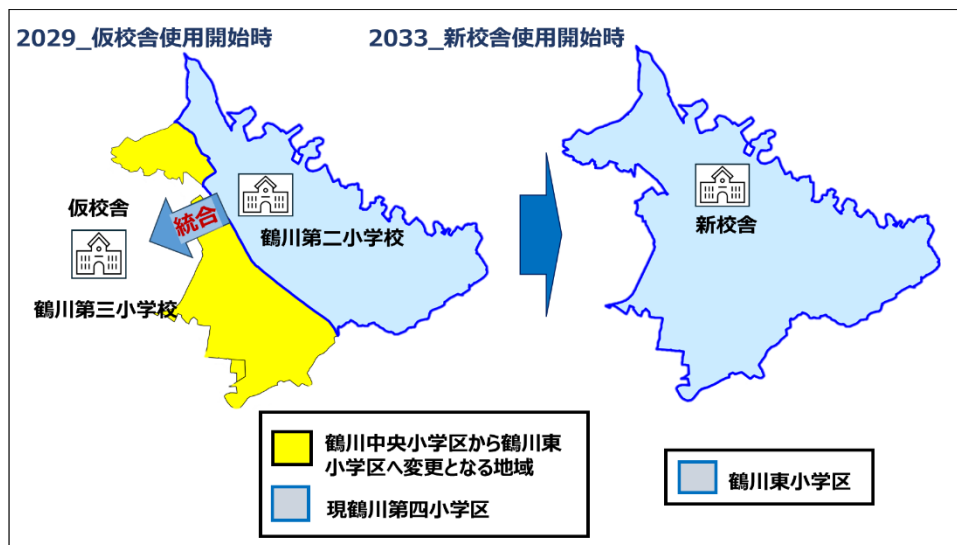 2029_仮校舎使用開始時
2033_新校舎使用開始時
仮校舎
統合
鶴川第二小学校
鶴川第三小学校
新校舎
鶴川中央小学区から鶴川東
小学区へ変更となる地域
現鶴川第四小学区
鶴川東小学区